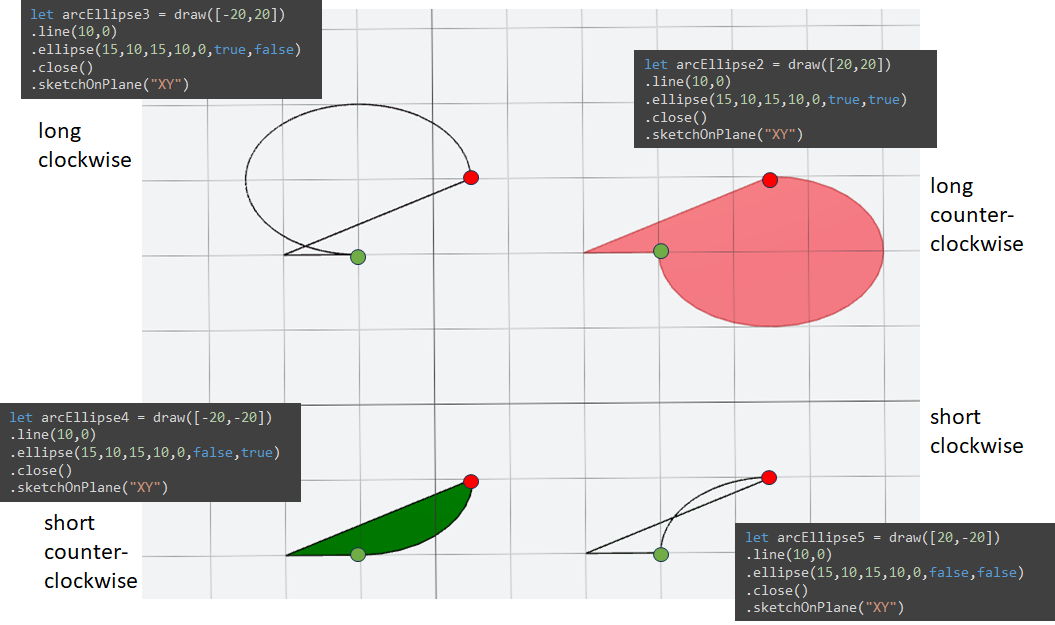 let arcEllipse3 = draw([-20,20])
.line(10,0)
.ellipse(15,10,15,10,0,true,false)
.close()
.sketchOnPlane("XY")
long
clockwise
let arcEllipse2 = draw([20,20])
.line(10,0)
.ellipse(15,10,15,10,0,true,true)
.close()
.sketchOnPlane("XY")
long
counter-
clockwise
let arcEllipse4 = draw([-20,-20])
.line(10,0)
.ellipse(15,10,15,10,0,false,true)
.close()
.sketchOnPlane("XY")
short
counter-
clockwise
short
clockwise
let arcEllipse5 = draw([20,-20])
.line(10,0)
.ellipse(15,10,15,10,0,false,false)
.close()
.sketchOnPlane("XY")